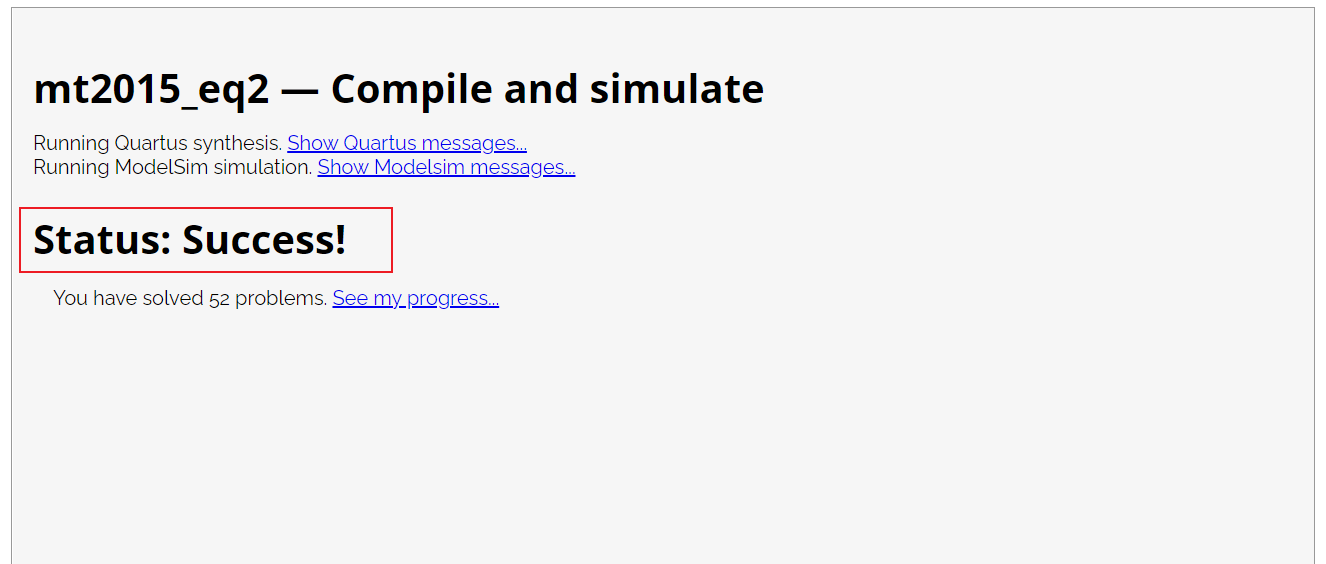 mt2015_eq2 — Compile and simulate
Running Quartus synthesis. Show Quartus messages...
Running ModelSim simulation. Show Modelsim messages...
Status: Success!
You have solved 52 problems. See my progress...